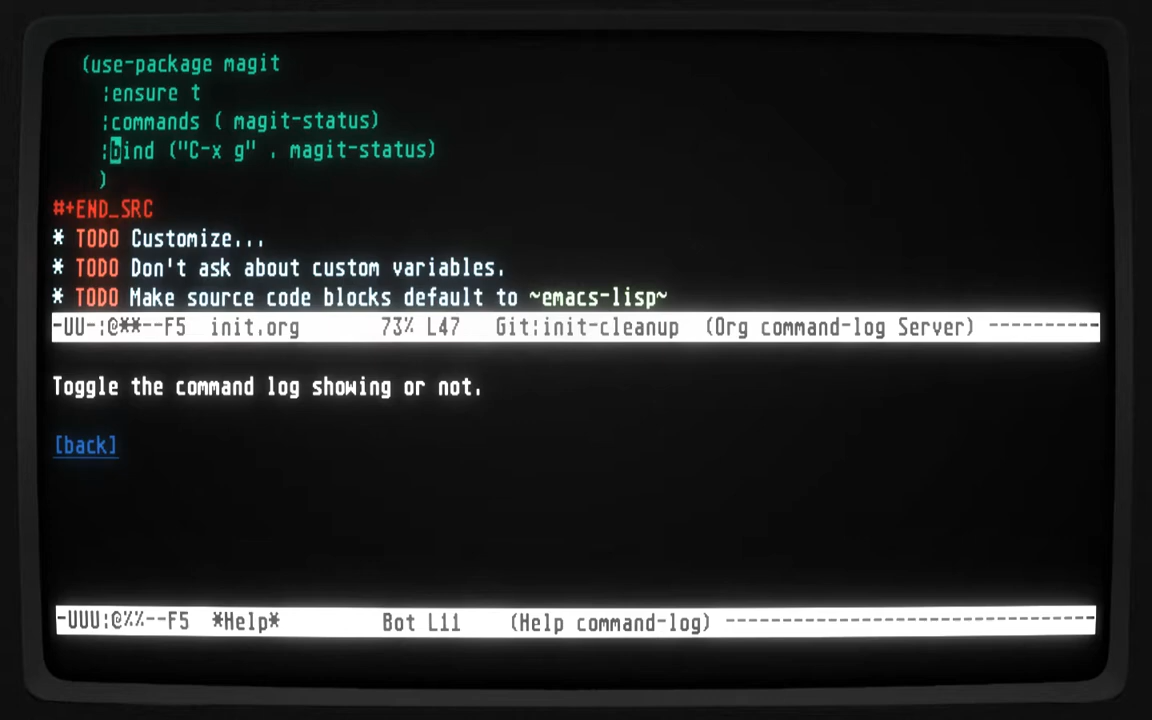 (use-package magit
:ensure t
:commands ( magit-status)
:bind ("C-x g" . magit-status)
)
#+END_SRC
* TODO Customize...
* TODO Don't ask about custom variables.
* TODO Make source code blocks default to ~emacs-lisp~
-UU-:@**--F5 init.org 73% L47 Git:init-cleanup (Org command-log Server) ----------
Toggle the command log showing or not.
[back]
-UUU:@%%--F5 *Help* Bot L11 (Help command-log) ---------------------------------